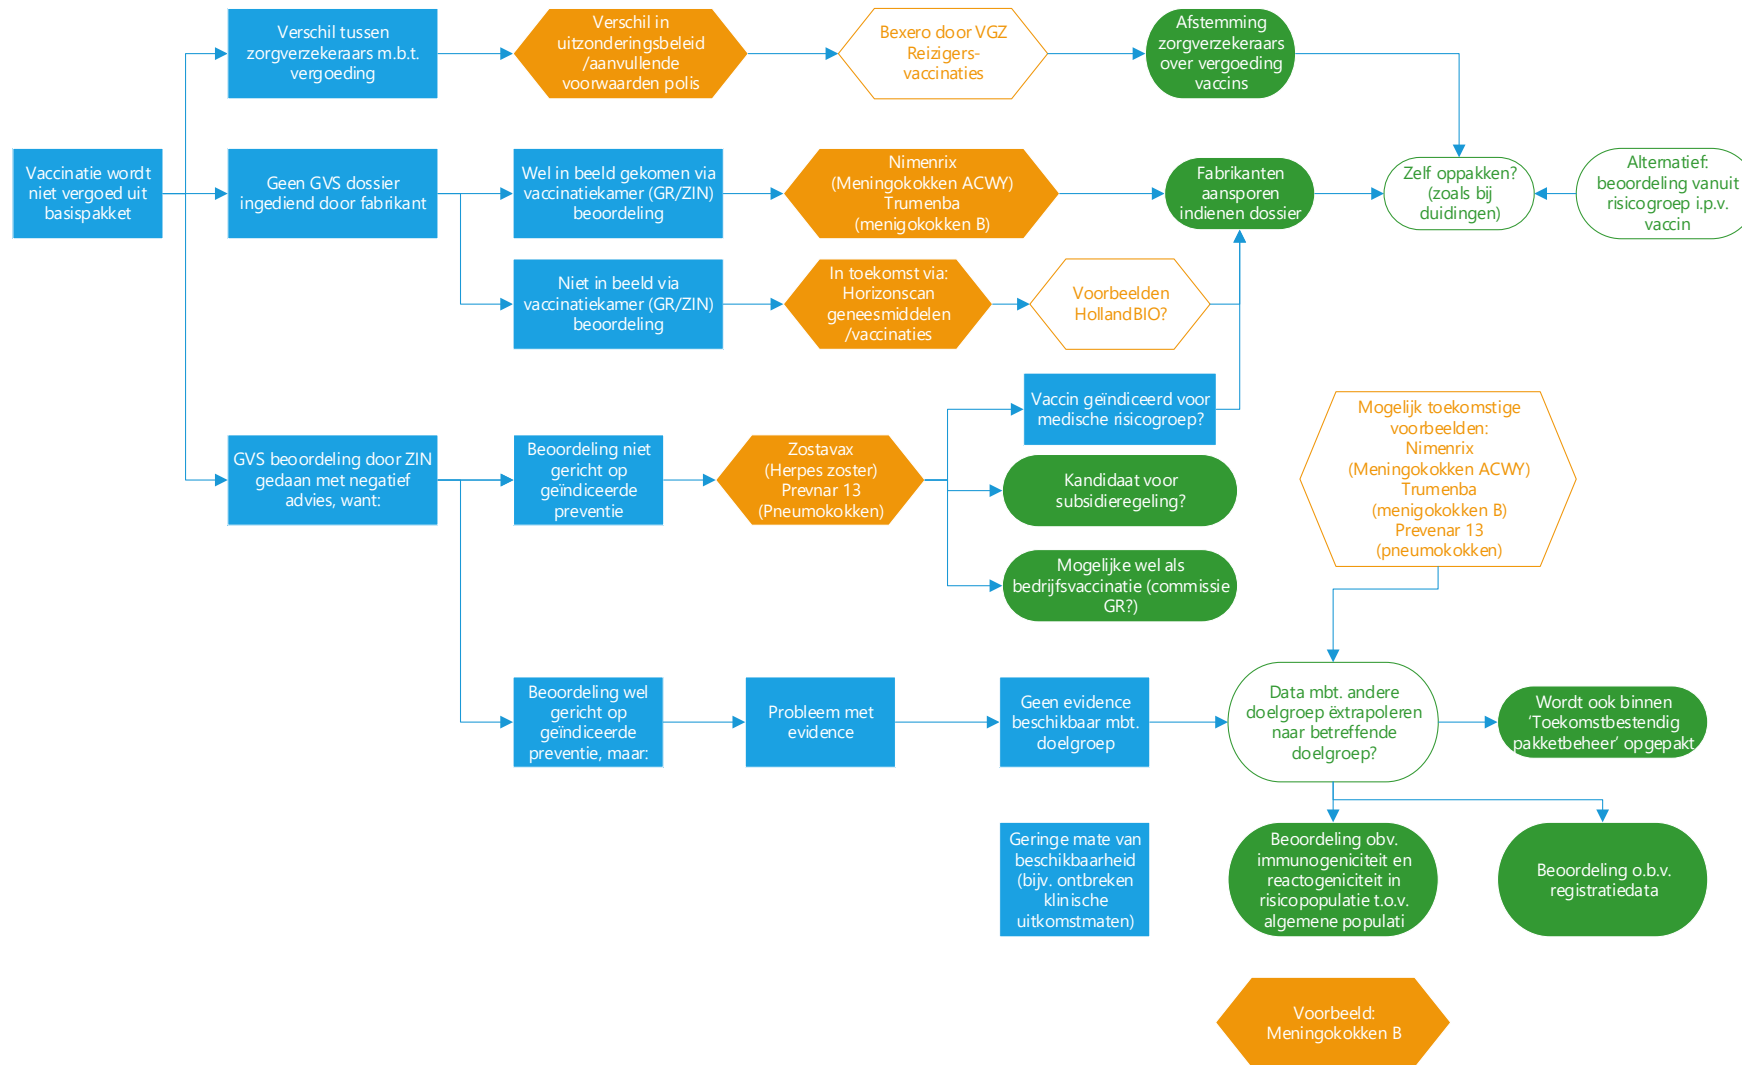 Verschil tussen
zorgverzekeraars m.b.t.
vergoeding
Verschil in
uitzonderingsbeleid
/aanvullende
voorwaarden polis
Bexero door VGZ
Reizigers-
vaccinaties
Afstemming
zorgverzekeraars
over vergoeding
vaccins
Vaccinatie wordt
niet vergoed uit
basispakket
Geen GVS dossier
ingediend door fabrikant
Wel in beeld gekomen via
vaccinatiekamer (GR/ZIN)
beoordeling
Nimenrix
(Meningokokken ACWY)
Trumenba
(menigokokken B)
Fabrikanten
aansporen
indienen dossier
Zelf oppakken?
(zoals bij
duidingen)
Alternatief:
beoordeling vanuit
risicogroep i.p.v.
vaccin
Niet in beeld via
vaccinatiekamer (GR/ZIN)
beoordeling
In toekomst via:
Horizonscan
geneesmiddelen
/vaccinaties
Voorbeelden
HollandBIO?
Vaccin geïndiceerd voor
medische risicogroep?
GVS beoordeling door ZIN
gedaan met negatief
advies, want:
Beoordeling niet
gericht op
geïndiceerde
preventie
Zostavax
(Herpes zoster)
Prevnar 13
(Pneumokokken)
Kandidaat voor
subsidieregeling?
Mogelijke wel als
bedrijfsvaccinatie (commissie
GR?)
Mogelijk toekomstige
voorbeelden:
Nimenrix
(Meningokokken ACWY)
Trumenba
(menigokokken B)
Prevenar 13
(pneumokokken)
Beoordeling wel
gericht op
geïndiceerde
preventie, maar:
Probleem met
evidence
Geen evidence
beschikbaar mbt.
doelgroep
Data mbt. andere
doelgroep ëxtrapoleren
naar betreffende
doelgroep?
Wordt ook binnen
‘Toekomstbestendig
pakketbeheer’ opgepakt
Geringe mate van
beschikbaarheid
(bijv. ontbreken
klinische
uitkomstmaten)
Beoordeling obv.
immunogeniciteit en
reactogeniciteit in
risicopopulatie t.o.v.
algemene populati
Beoordeling o.b.v.
registratiedata
Voorbeeld:
Meningokokken B